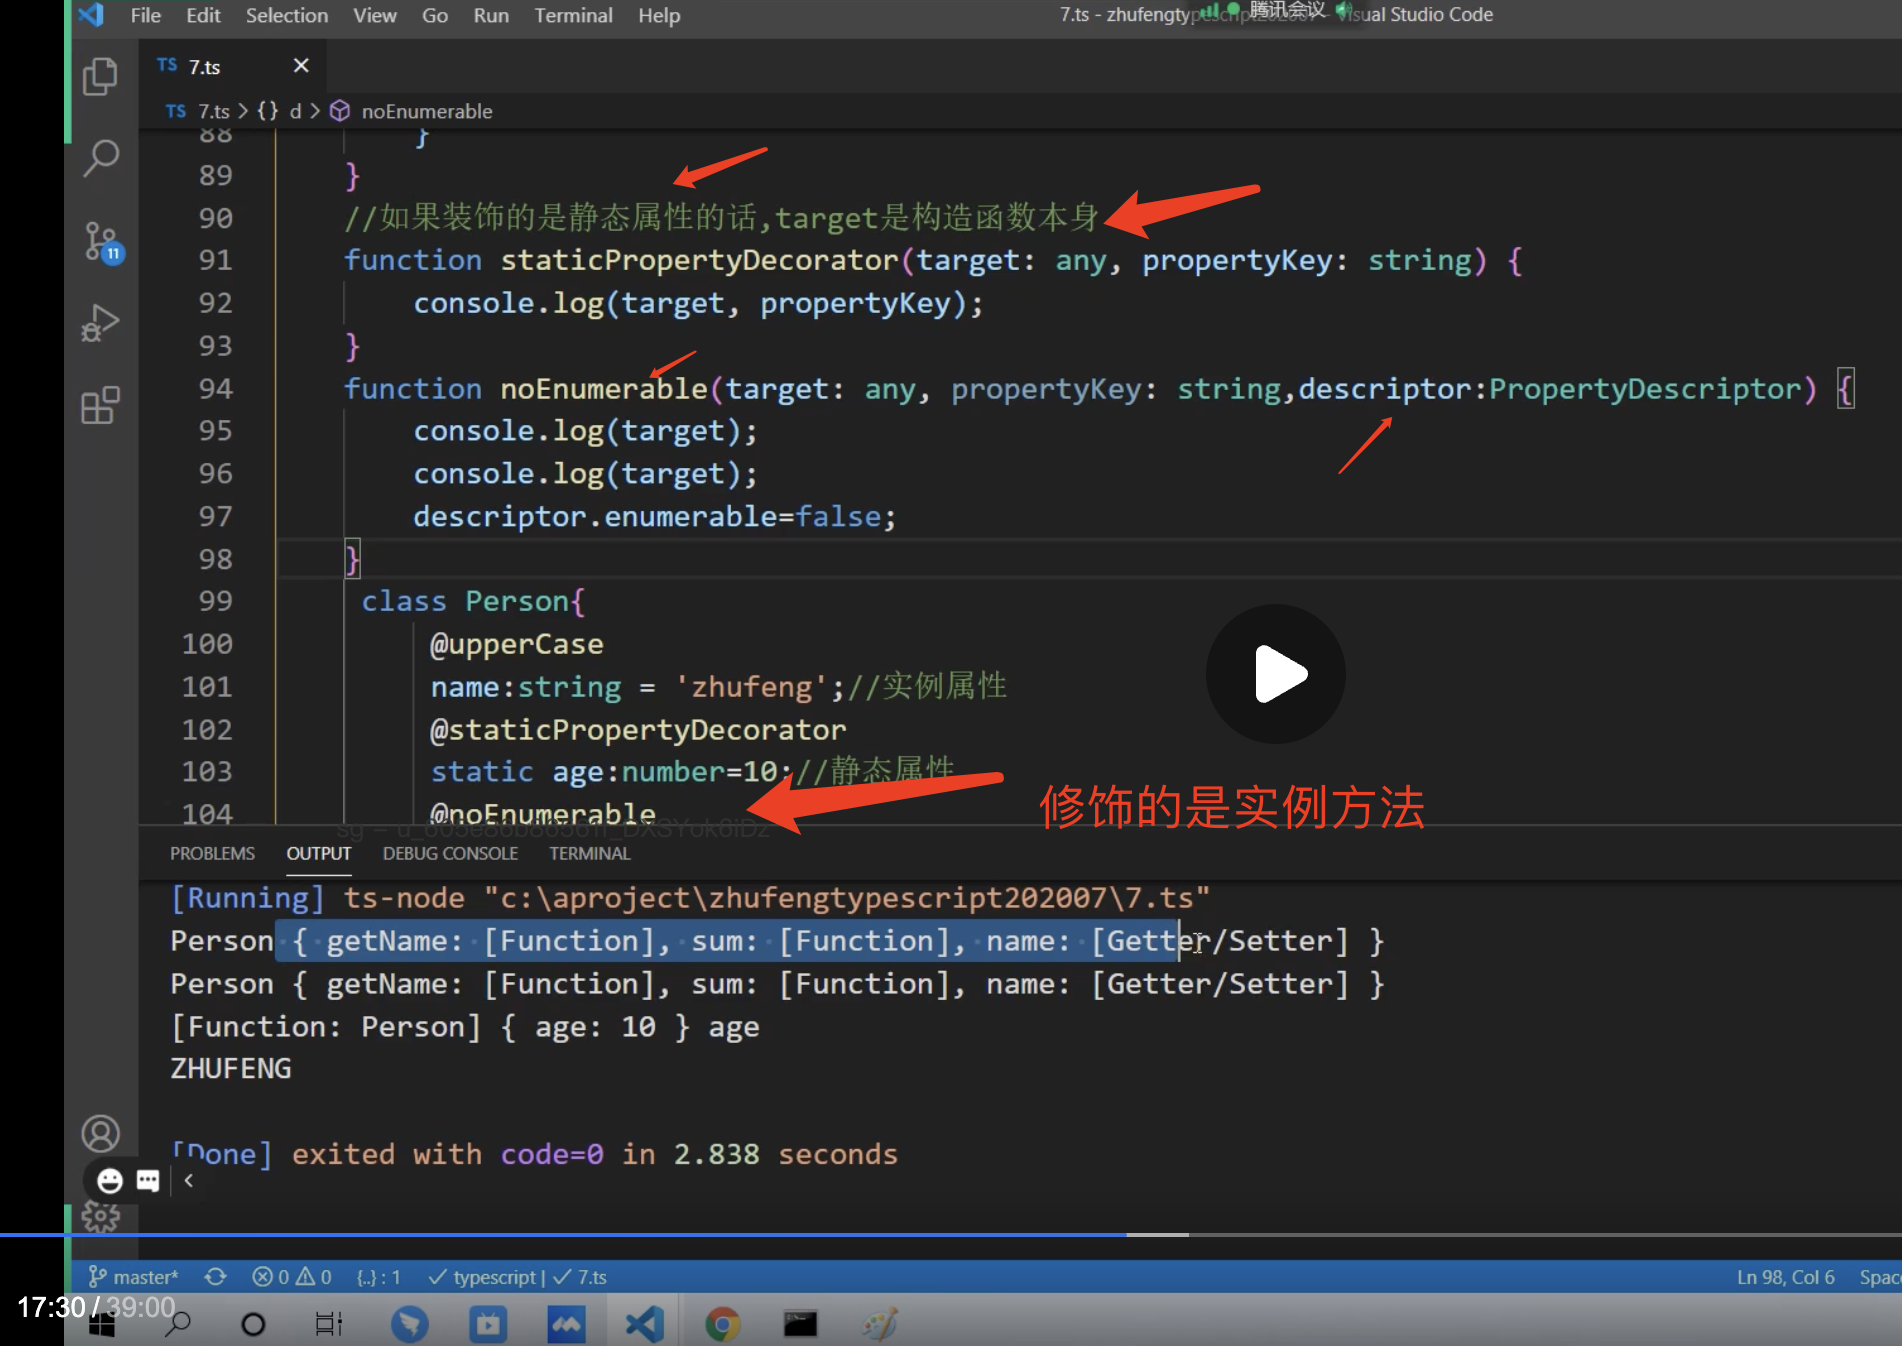 File Edit Selection View Go Run Terminal Help
7.ts - zhufengtypescript202007 - Visual Studio Code
腾讯会议
TS 7.ts ×
TS 7.ts > {} d > noEnumerable
88 }
89 }
90 //如果装饰的是静态属性的话,target是构造函数本身
91 function staticPropertyDecorator(target: any, propertyKey: string) {
92 console.log(target, propertyKey);
93 }
94 function noEnumerable(target: any, propertyKey: string,descriptor:PropertyDescriptor) {
95 console.log(target);
96 console.log(target);
97 descriptor.enumerable=false;
98 }
99 class Person{
100 @upperCase
101 name:string = 'zhufeng';//实例属性
102 @staticPropertyDecorator
103 static age:number=10;//静态属性
104 @noEnumerable
修饰的是实例方法
11
PROBLEMS OUTPUT DEBUG CONSOLE TERMINAL
[Running] ts-node "c:\aproject\zhufengtypescript202007\7.ts"
Person { getName: [Function], sum: [Function], name: [Getter/Setter] }
Person { getName: [Function], sum: [Function], name: [Getter/Setter] }
[Function: Person] { age: 10 } age
ZHUFENG
[Done] exited with code=0 in 2.838 seconds
master* 0 0 {..} : 1 ✓ typescript | ✓ 7.ts
Ln 98, Col 6
17:30 / 39:00